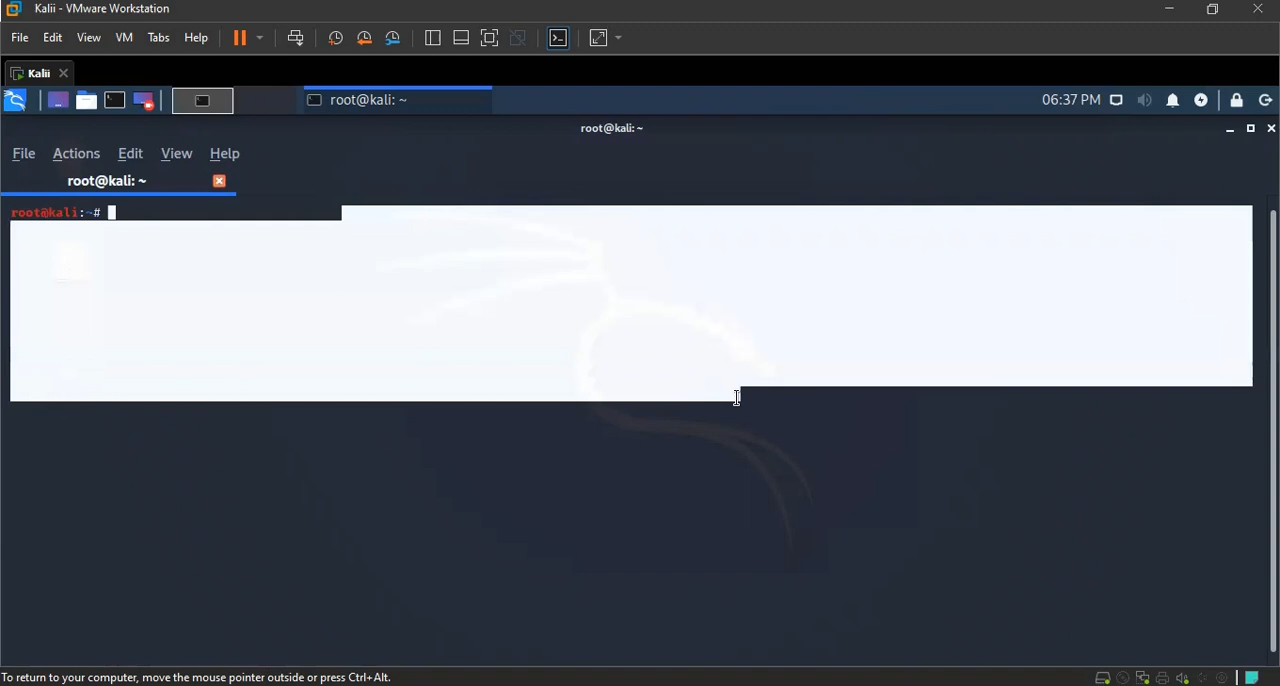 Kalii - VMware Workstation
File Edit View VM Tabs Help
Kalii
root@kali: ~ 06:37 PM
root@kali: ~
File Actions Edit View Help
root@kali: ~
root@kali:~#
To return to your computer, move the mouse pointer outside or press Ctrl+Alt.